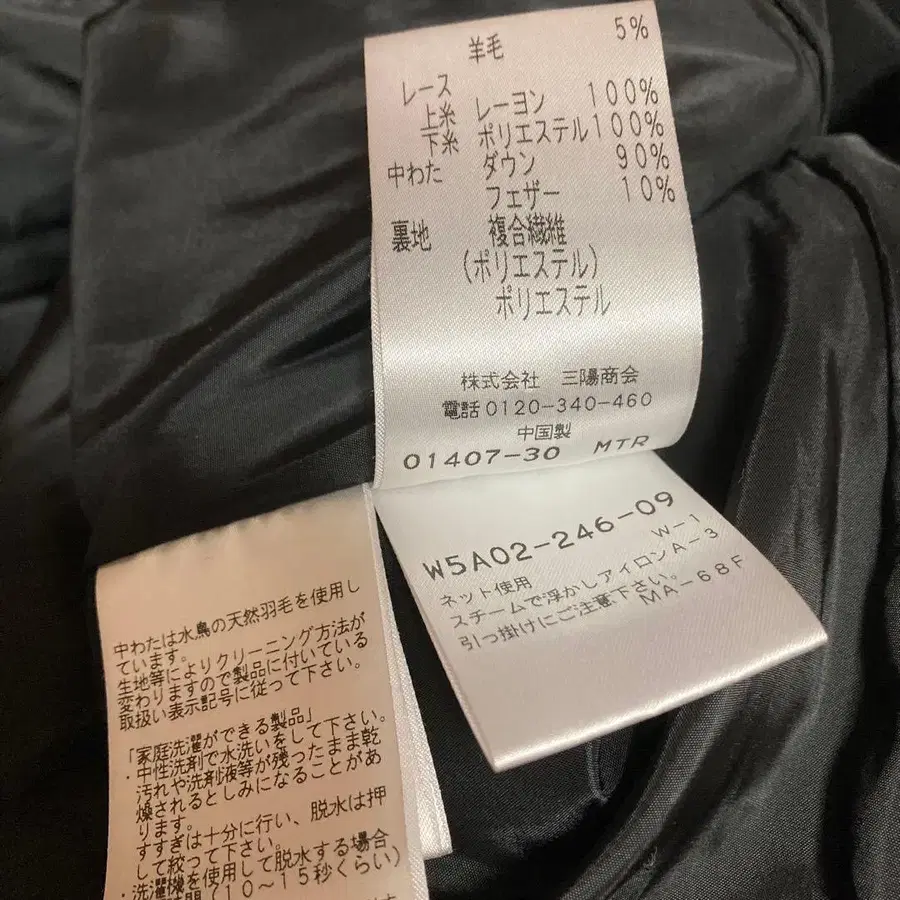 羊毛 5%
レース
上糸 レーヨン 100%
下糸 ポリエステル 100%
中わた ダウン 90%
フェザー 10%
裏地 複合繊維
(ポリエステル)
ポリエステル
株式会社 三陽商会
電話0120-340-460
中国製
01407-30 MTR
W5A02-246-09
W-1
ネット使用
スチームで浮かしアイロンA-3
引っ掛けにご注意下さい。
MA-68F
中わたは水鳥の天然羽毛を使用し
ています。
生地等によりクリーニング方法が
変わりますので製品に付いている
取扱い表示記号に従って下さい。
「家庭洗濯ができる製品」
・中性洗剤で水洗いをして下さい。
汚れや洗剤液等が残ったまま乾
燥されるとしみになることがあ
ります。
すすぎは十分に行い、脱水は押
して絞って下さい。
・洗濯機を使用して脱水する場合
時間(10〜15秒くらい)